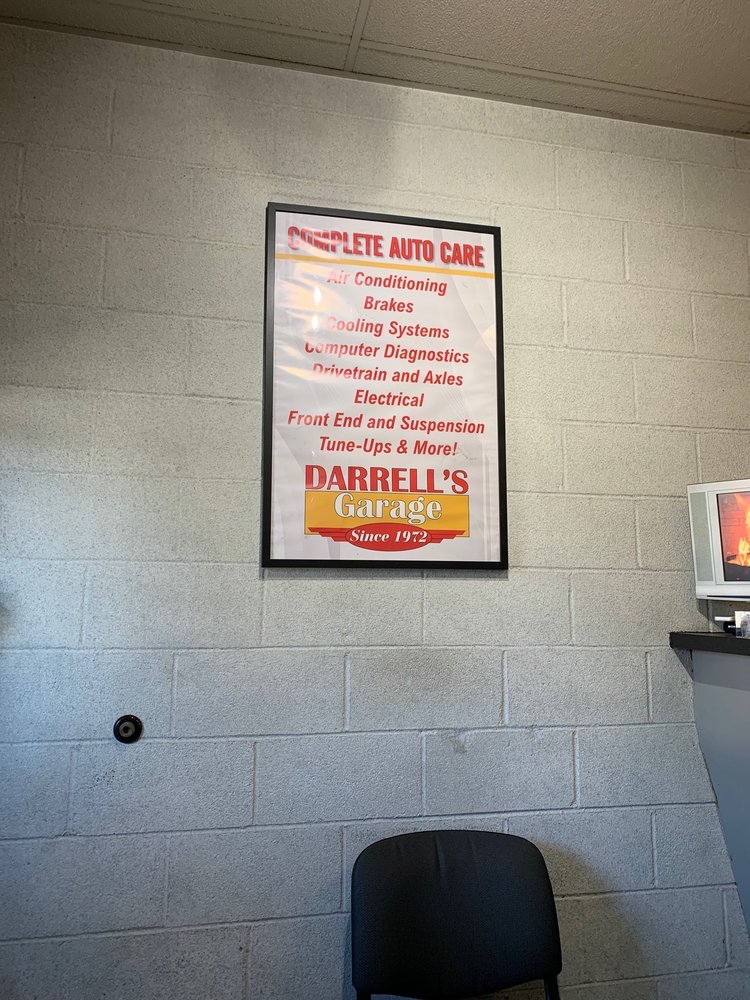 COMPLETE AUTO CARE
Air Conditioning
Brakes
Cooling Systems
Computer Diagnostics
Drivetrain and Axles
Electrical
Front End and Suspension
Tune-Ups & More!
DARRELL'S
Garage
Since 1972